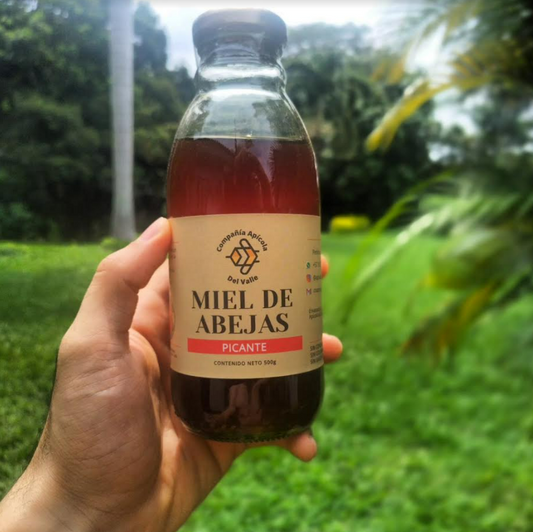 Compañía Apícola
Del Valle
MIEL DE
ABEJAS
PICANTE
CONTENIDO NETO 500g